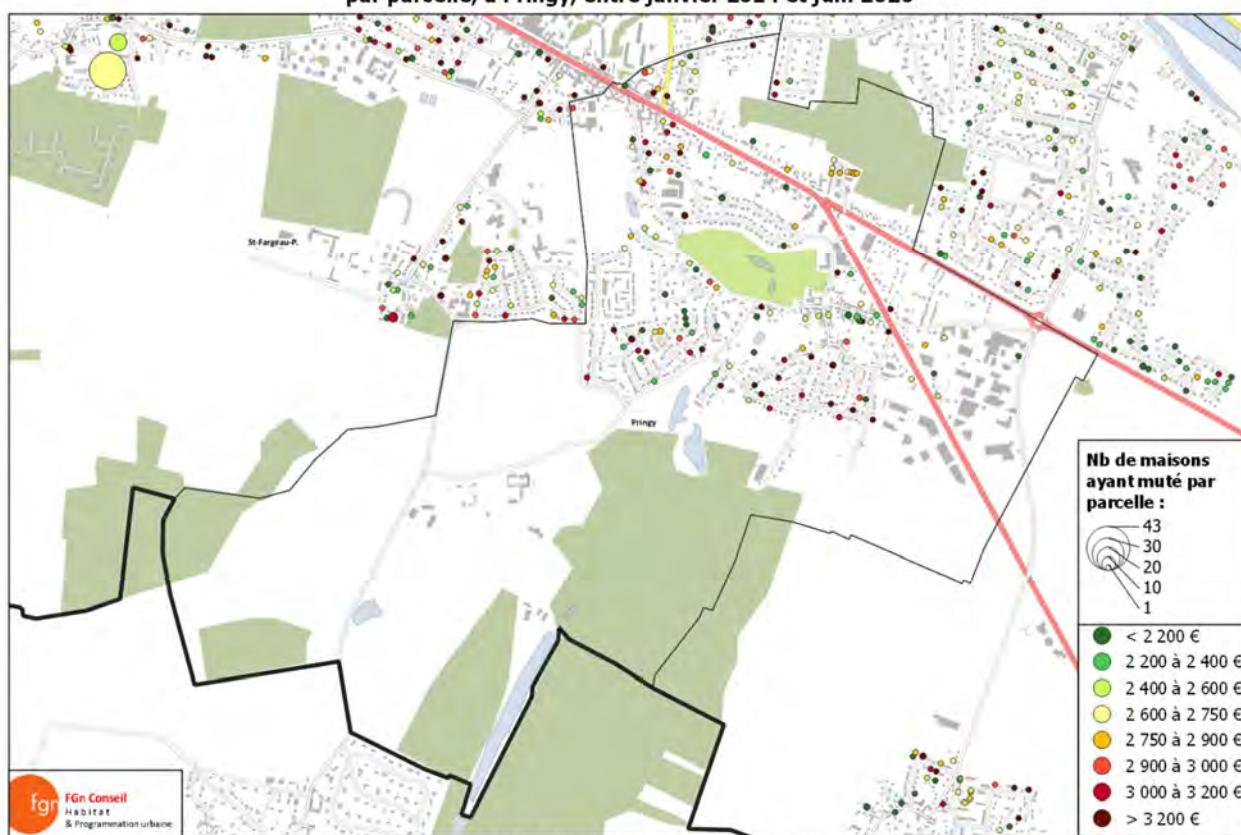 par parcelle, à Pringy, entre janvier 2014 et juin 2020
St-Fargeau-P.
Pringy
Nb de maisons
ayant muté par
parcelle :
43
30
20
10
1
< 2 200 €
2 200 à 2 400 €
2 400 à 2 600 €
2 600 à 2 750 €
2 750 à 2 900 €
2 900 à 3 000 €
3 000 à 3 200 €
> 3 200 €
fgn
FGn Conseil
Habitat
& Programmation urbaine